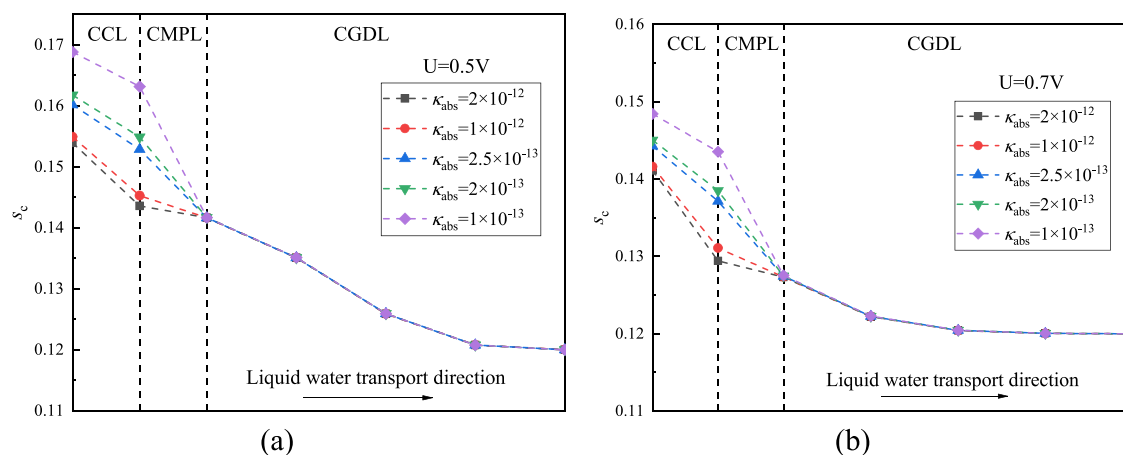 CCL CMPL CGDL
U=0.5V
κabs=2×10-12
κabs=1×10-12
κabs=2.5×10-13
κabs=2×10-13
κabs=1×10-13
0.17
0.16
0.15
0.14
0.13
0.12
0.11
sc
Liquid water transport direction
(a)
CCL CMPL CGDL
U=0.7V
κabs=2×10-12
κabs=1×10-12
κabs=2.5×10-13
κabs=2×10-13
κabs=1×10-13
0.16
0.15
0.14
0.13
0.12
0.11
sc
Liquid water transport direction
(b)